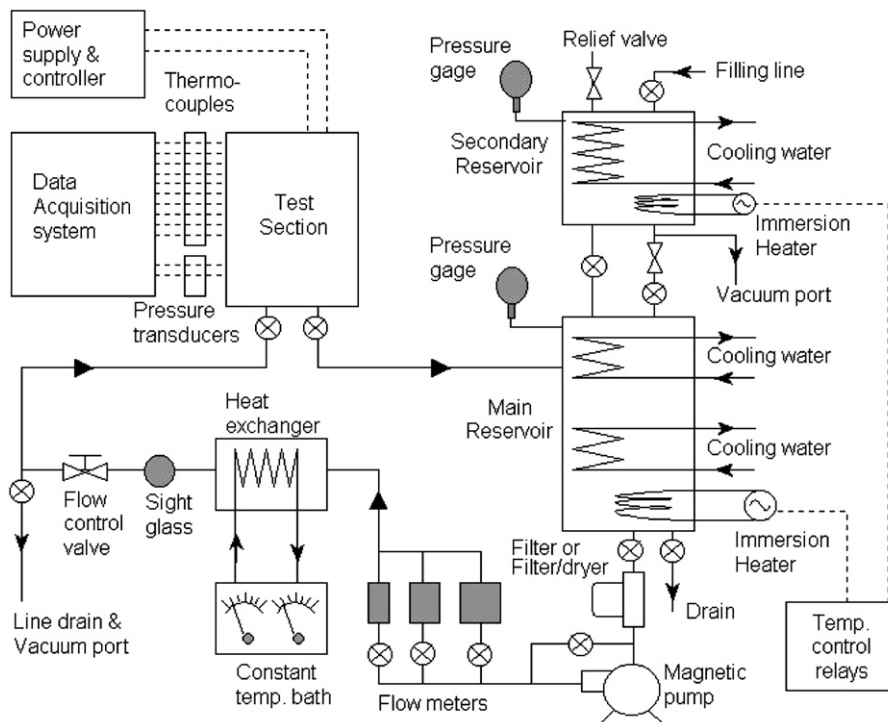 Power
supply &
controller
Thermo-
couples
Data
Acquisition
system
Test
Section
Pressure
transducers
Pressure
gage
Relief valve
Filling line
Secondary
Reservoir
Cooling water
Immersion
Heater
Pressure
gage
Vacuum port
Main
Reservoir
Cooling water
Cooling water
Immersion
Heater
Heat
exchanger
Flow
control
valve
Sight
glass
Line drain &
Vacuum port
Constant
temp. bath
Flow meters
Filter or
Filter/dryer
Drain
Magnetic
pump
Temp.
control
relays